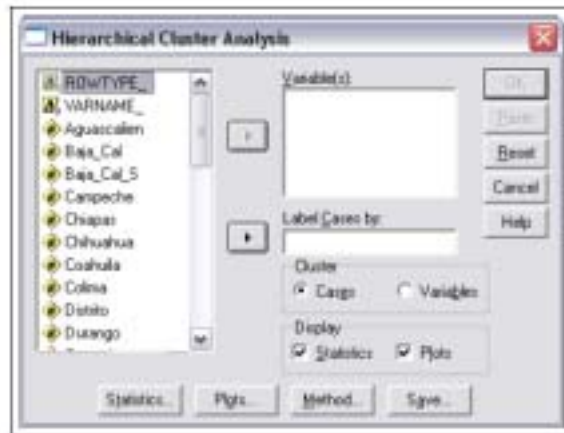 Hierarchical Cluster Analysis
ROWTYPE_
VARNAME_
Aguascalien
Baja_Cal
Baja_Cal_S
Campeche
Chiapas
Chihuahua
Coahuila
Colima
Distrito
Durango
Variable(s):
Label Cases by:
Cluster
Cases
Variables
Display
Statistics
Plots
OK
Paste
Reset
Cancel
Help
Statistics...
Plots...
Method...
Save...